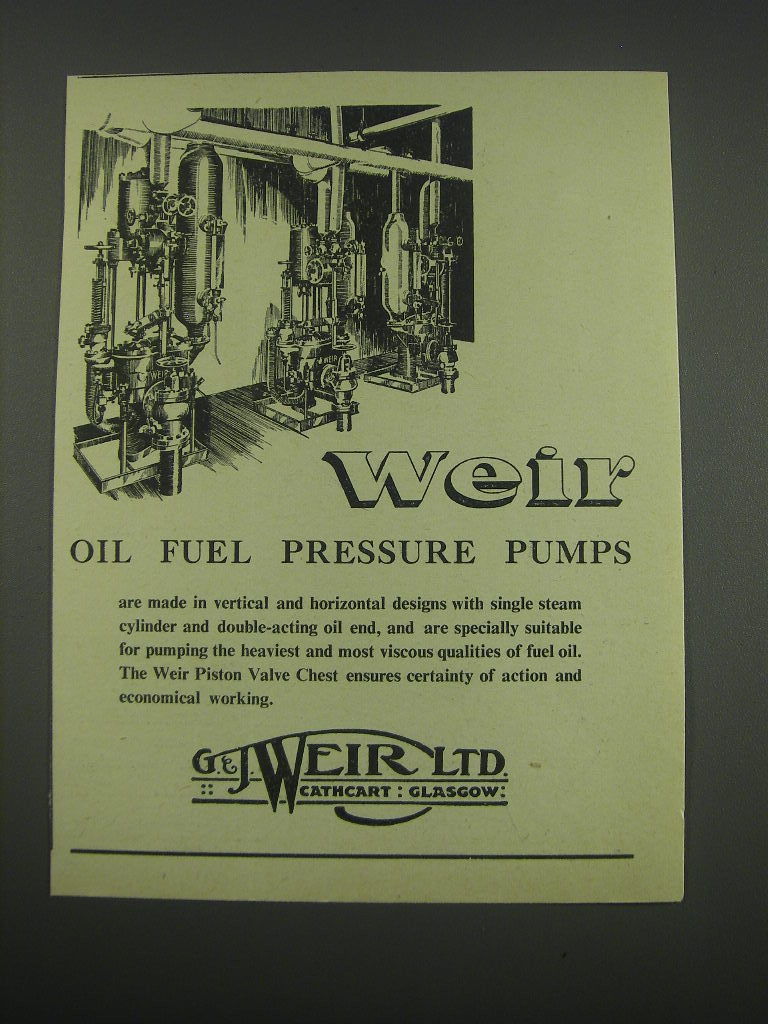 WEIR
WEIR
Weir
OIL FUEL PRESSURE PUMPS
are made in vertical and horizontal designs with single steam
cylinder and double-acting oil end, and are specially suitable
for pumping the heaviest and most viscous qualities of fuel oil.
The Weir Piston Valve Chest ensures certainty of action and
economical working.
G. & J. WEIR LTD.
CATHCART : GLASGOW: